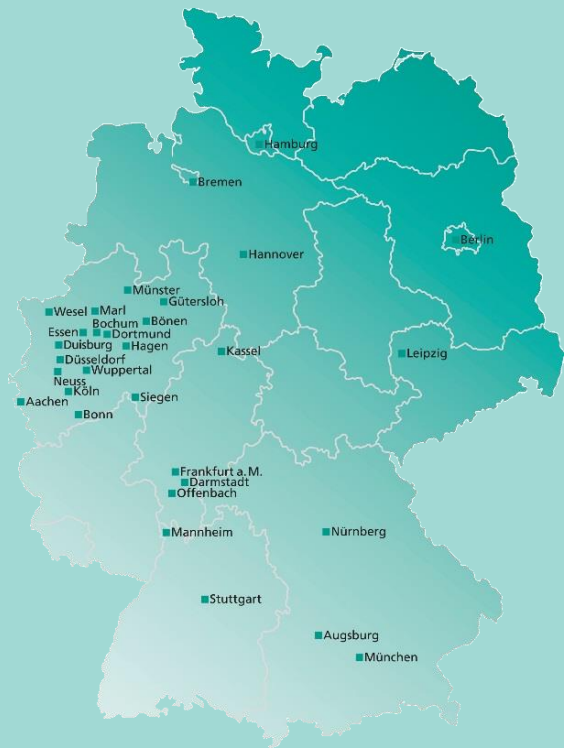 Hamburg
Bremen
Berlin
Hannover
Münster
Gütersloh
Wesel
Marl
Bönen
Bochum
Essen
Dortmund
Duisburg
Hagen
Kassel
Leipzig
Düsseldorf
Wuppertal
Neuss
Köln
Siegen
Aachen
Bonn
Frankfurt a. M.
Darmstadt
Offenbach
Mannheim
Nürnberg
Stuttgart
Augsburg
München